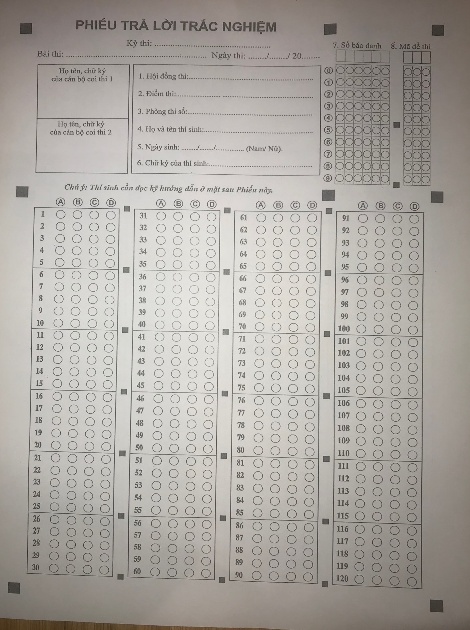 PHIẾU TRẢ LỜI TRẮC NGHIỆM
Kỳ thi: ........................................
Bài thi: ........................................ Ngày thi: ....../....../ 20......
7. Số báo danh 8. Mã đề thi
Họ tên, chữ ký
của cán bộ coi thi 1
Họ tên, chữ ký
của cán bộ coi thi 2
1. Hội đồng thi:........................................
2. Điểm thi:........................................
3. Phòng thi số:........................................
4. Họ và tên thí sinh:........................................
5. Ngày sinh: ....../....../............ (Nam/ Nữ)
6. Chữ ký của thí sinh:........................................
0
1
2
3
4
5
6
7
8
9
Chú ý: Thí sinh cần đọc kỹ hướng dẫn ở mặt sau Phiếu này.
A B C D A B C D A B C D A B C D
1 31 61 91
2 32 62 92
3 33 63 93
4 34 64 94
5 35 65 95
6 36 66 96
7 37 67 97
8 38 68 98
9 39 69 99
10 40 70 100
11 41 71 101
12 42 72 102
13 43 73 103
14 44 74 104
15 45 75 105
16 46 76 106
17 47 77 107
18 48 78 108
19 49 79 109
20 50 80 110
21 51 81 111
22 52 82 112
23 53 83 113
24 54 84 114
25 55 85 115
26 56 86 116
27 57 87 117
28 58 88 118
29 59 89 119
30 60 90 120